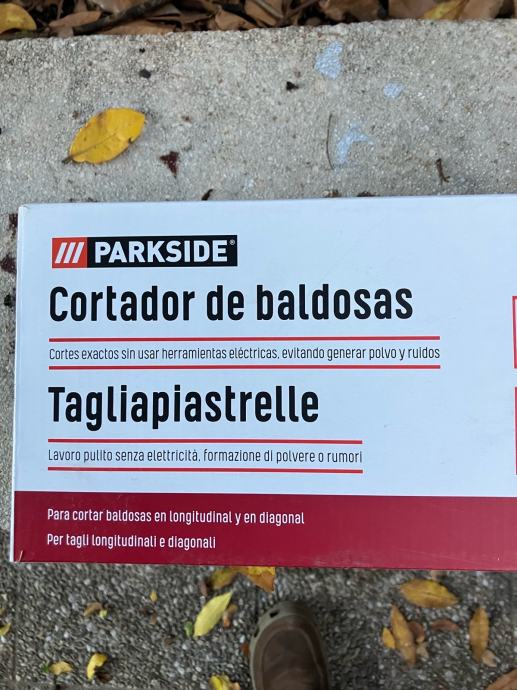 /// PARKSIDE®
Cortador de baldosas
Cortes exactos sin usar herramientas eléctricas, evitando generar polvo y ruidos
Tagliapiastrelle
Lavoro pulito senza elettricità, formazione di polvere o rumori
Para cortar baldosas en longitudinal y en diagonal
Per tagli longitudinali e diagonali